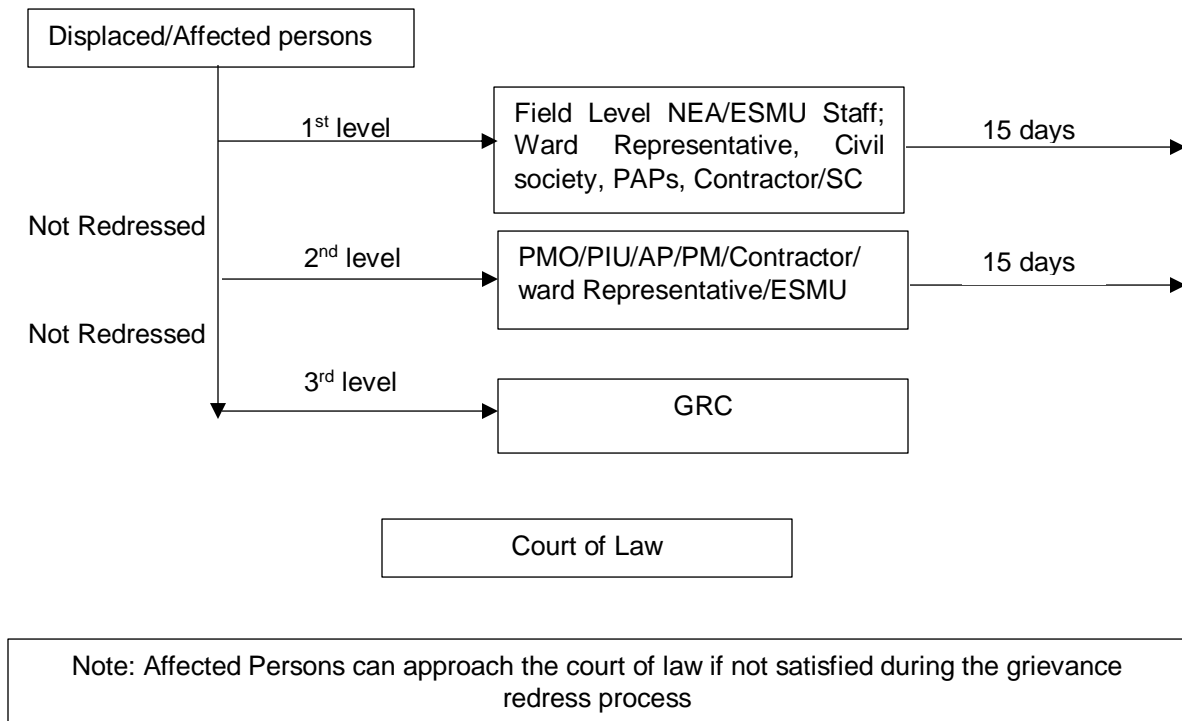 Displaced/Affected persons
1st level
Field Level NEA/ESMU Staff;
Ward Representative, Civil
society, PAPs, Contractor/SC
15 days
Not Redressed
2nd level
PMO/PIU/AP/PM/Contractor/
ward Representative/ESMU
15 days
Not Redressed
3rd level
GRC
Court of Law
Note: Affected Persons can approach the court of law if not satisfied during the grievance
redress process